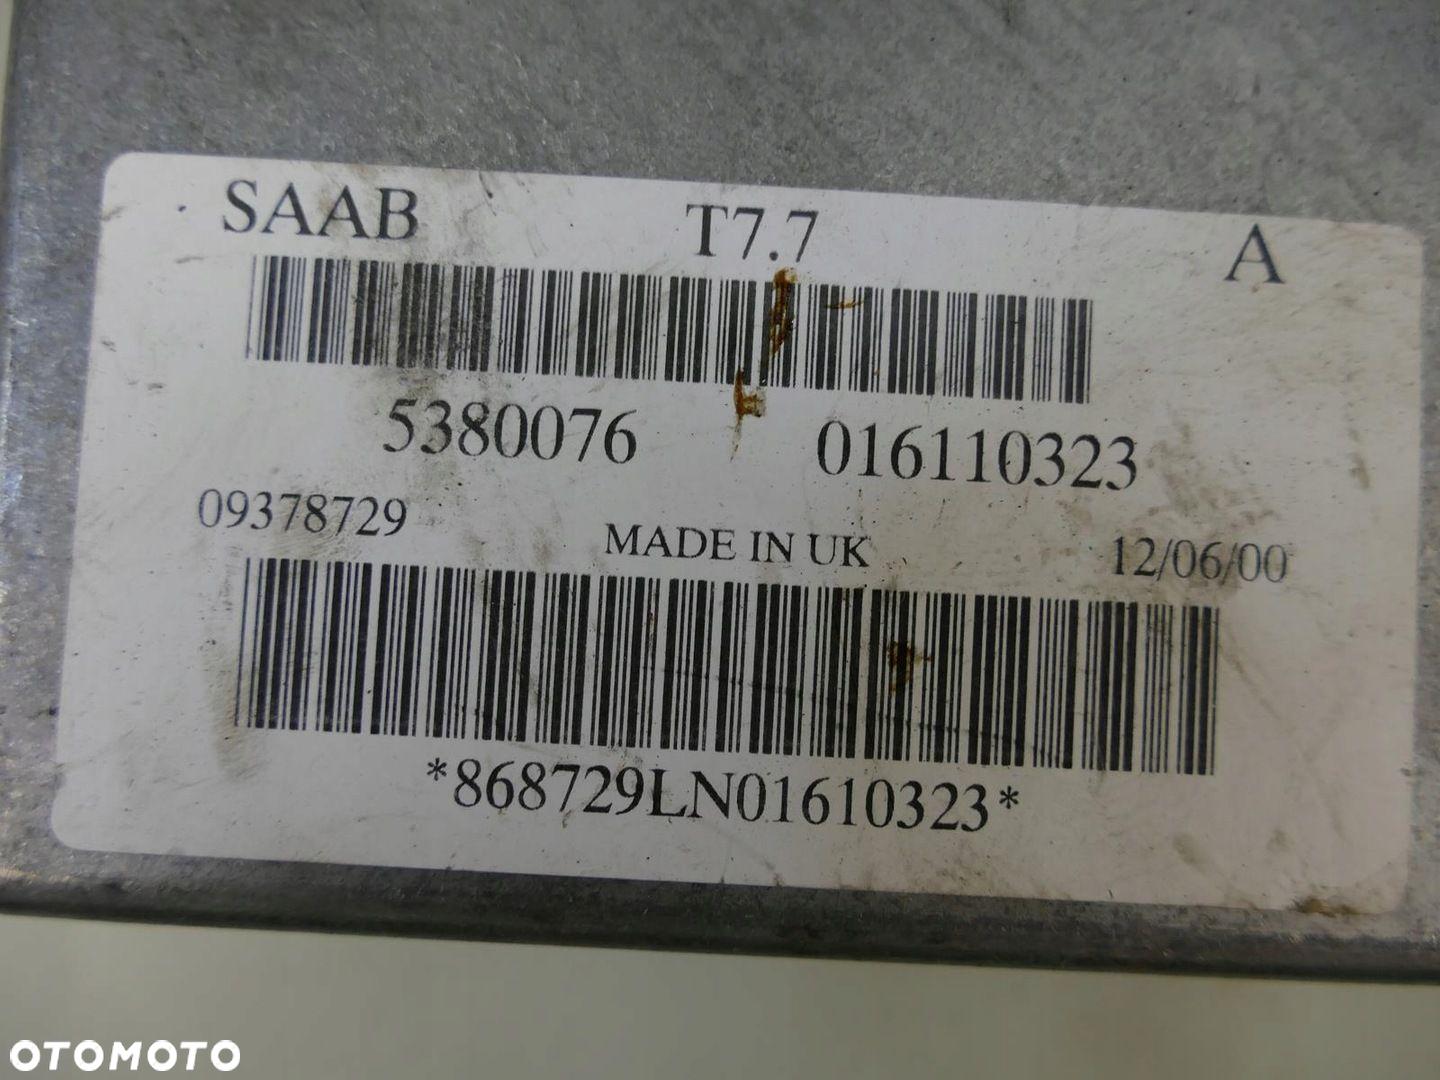 SAAB T7.7 A
5380076 016110323
09378729 MADE IN UK 12/06/00
*868729LN01610323*
OTOMOTO